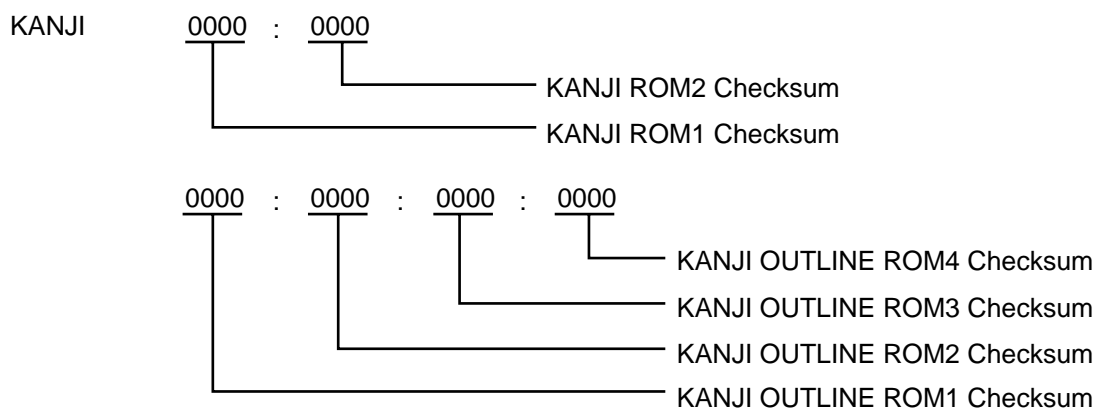 KANJI 0000 : 0000
KANJI ROM2 Checksum
KANJI ROM1 Checksum
0000 : 0000 : 0000 : 0000
KANJI OUTLINE ROM4 Checksum
KANJI OUTLINE ROM3 Checksum
KANJI OUTLINE ROM2 Checksum
KANJI OUTLINE ROM1 Checksum